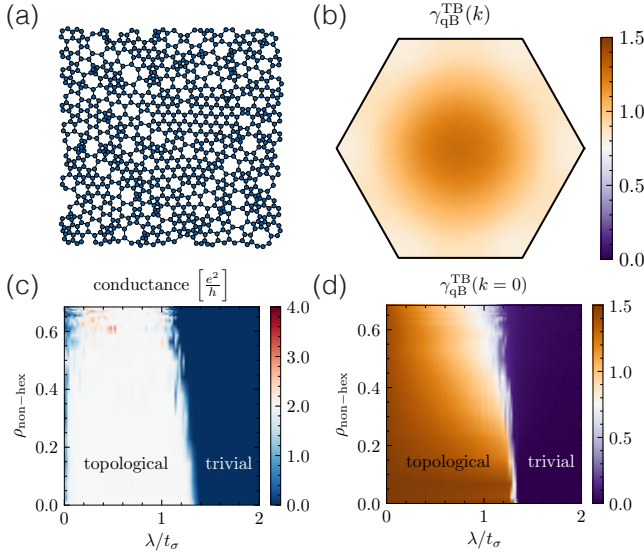 (a)
(b)
γ_qB^TB(k)
1.5
1.0
0.5
0.0
(c)
conductance [e²/h]
ρ_non−hex
0.6
0.4
0.2
0.0
topological
trivial
0
1
2
λ/t_σ
4.0
3.0
2.0
1.0
0.0
(d)
γ_qB^TB(k = 0)
ρ_non−hex
0.6
0.4
0.2
0.0
topological
trivial
0
1
2
λ/t_σ
1.5
1.0
0.5
0.0